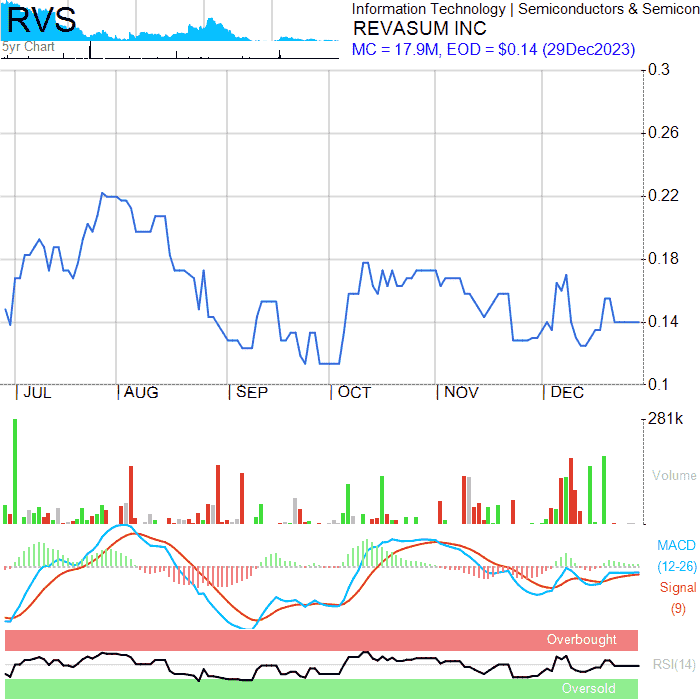 RVS
5yr Chart
Information Technology | Semiconductors & Semicon
REVASUM INC
MC = 17.9M, EOD = $0.14 (29Dec2023)
0.3
0.26
0.22
0.18
0.14
0.1
JUL AUG SEP OCT NOV DEC
281k
Volume
MACD
(12-26)
Signal
(9)
Overbought
RSI(14)
Oversold